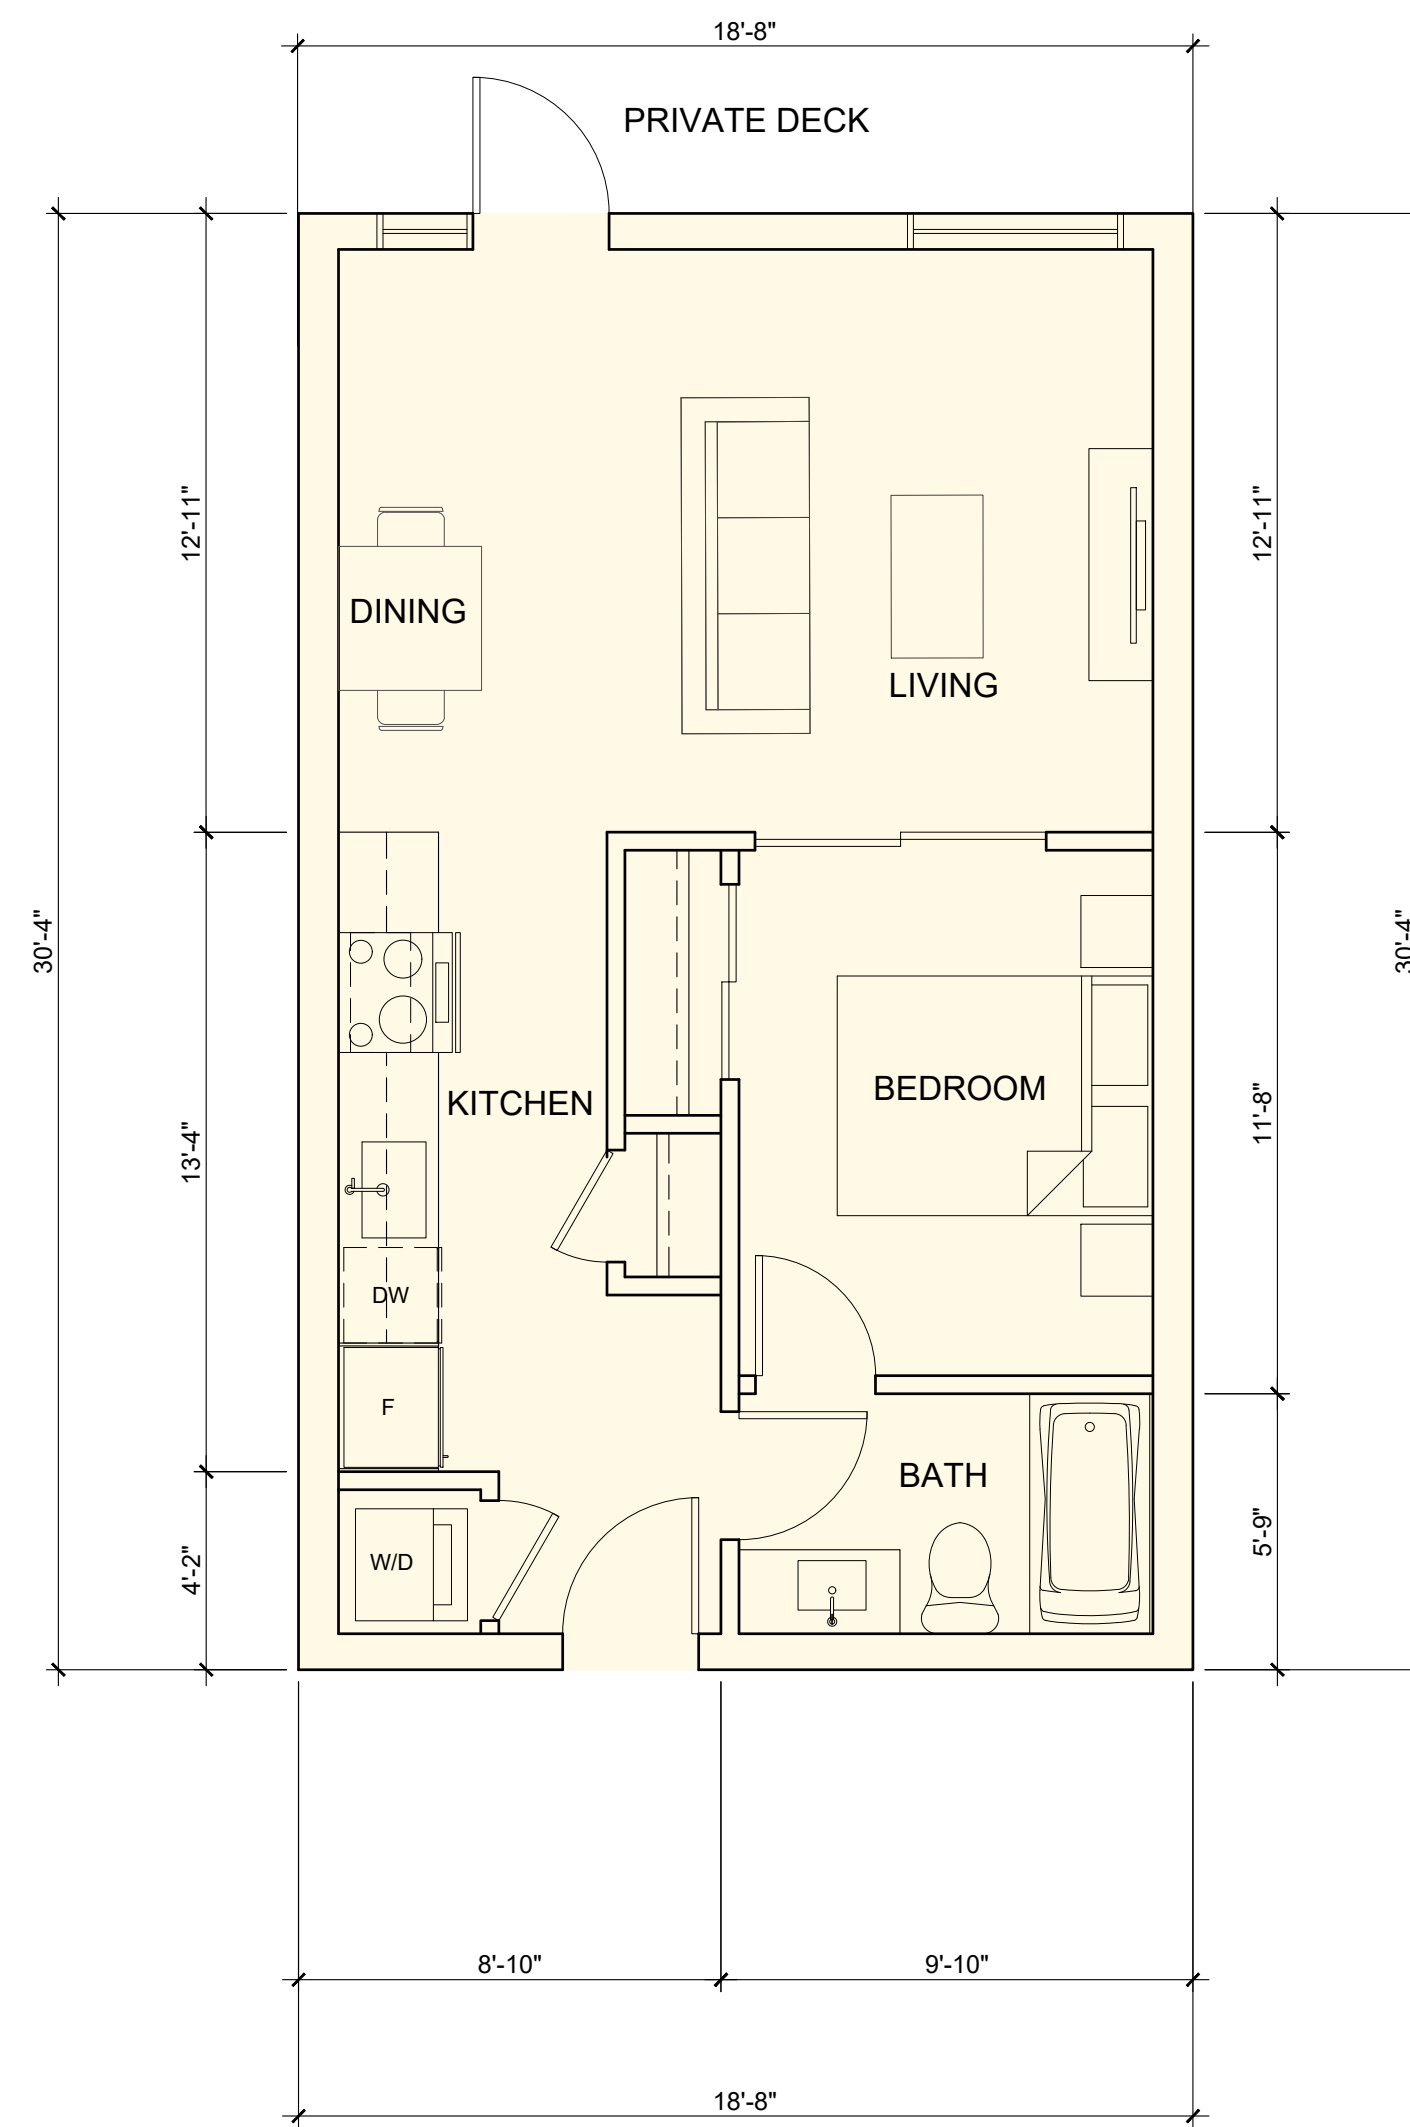 18'-8"
PRIVATE DECK
12'-11"
12'-11"
DINING
LIVING
30'-4"
30'-4"
KITCHEN
BEDROOM
13'-4"
11'-8"
DW
F
BATH
W/D
4'-2"
5'-9"
8'-10"
9'-10"
18'-8"